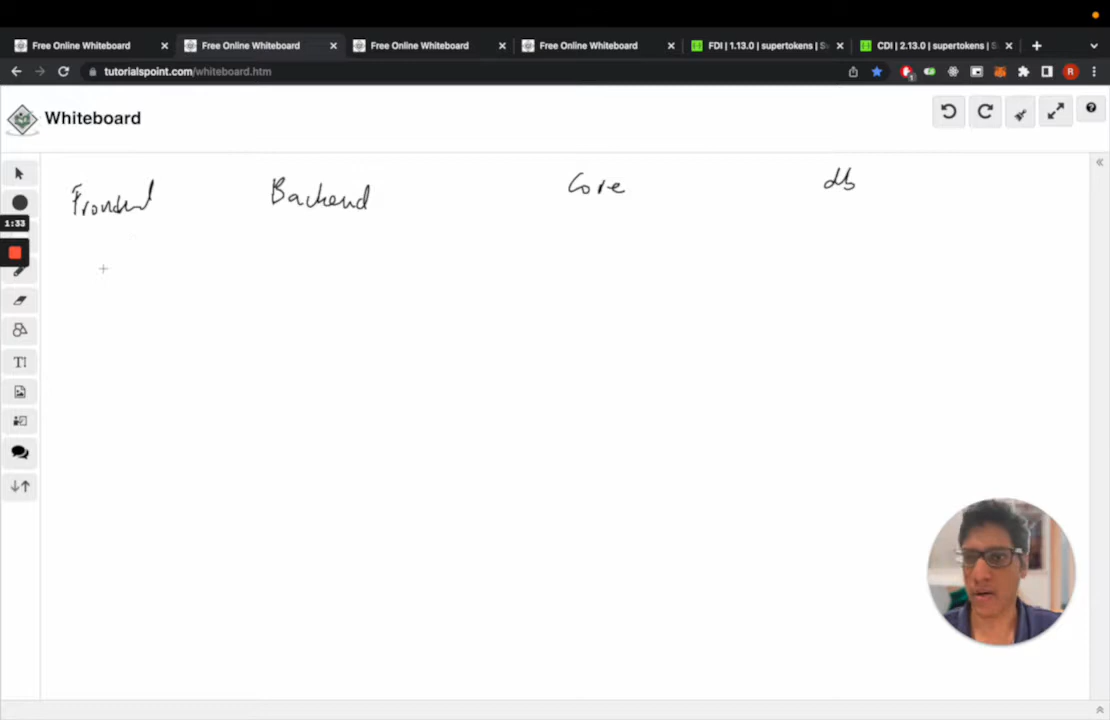 Free Online Whiteboard
Free Online Whiteboard
Free Online Whiteboard
Free Online Whiteboard
FDI | 1.13.0 | supertokens | S
CDI | 2.13.0 | supertokens | S
tutorialspoint.com/whiteboard.htm
R
Whiteboard
?
Frontend Backend Core db
1:33
TI